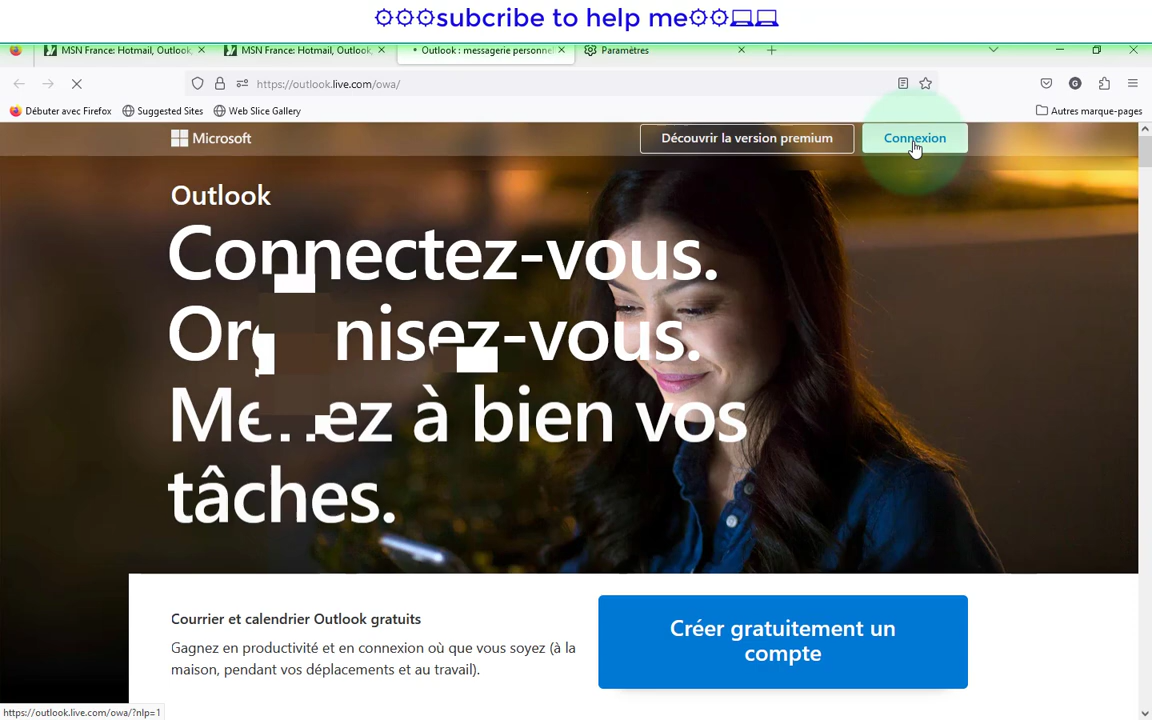 ⚙⚙⚙subcribe to help me⚙⚙💻💻
MSN France: Hotmail, Outlook,
MSN France: Hotmail, Outlook,
Outlook : messagerie personne
Paramètres
https://outlook.live.com/owa/
Débuter avec Firefox
Suggested Sites
Web Slice Gallery
Autres marque-pages
Microsoft
Découvrir la version premium
Connexion
Outlook
Connectez-vous.
vos
tâches.
Courrier et calendrier Outlook gratuits
Gagnez en productivité et en connexion où que vous soyez (à la
maison, pendant vos déplacements et au travail).
Créer gratuitement un
compte
https://outlook.live.com/owa/?nlp=1